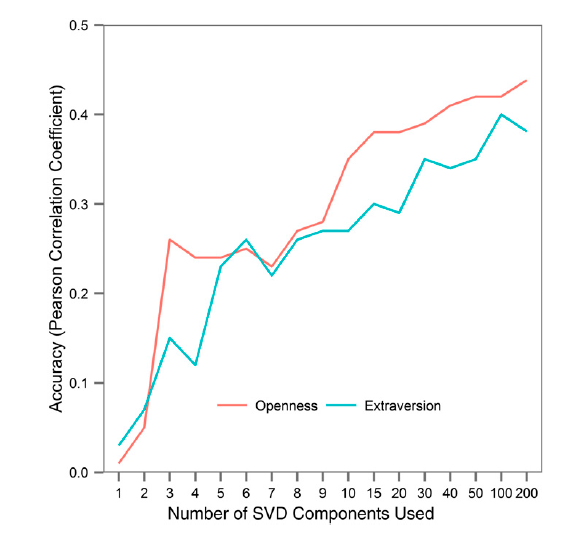 0.5
0.4
0.3
0.2
0.1
0.0
Accuracy (Pearson Correlation Coefficient)
Openness Extraversion
1 2 3 4 5 6 7 8 9 10 15 20 30 40 50 100 200
Number of SVD Components Used